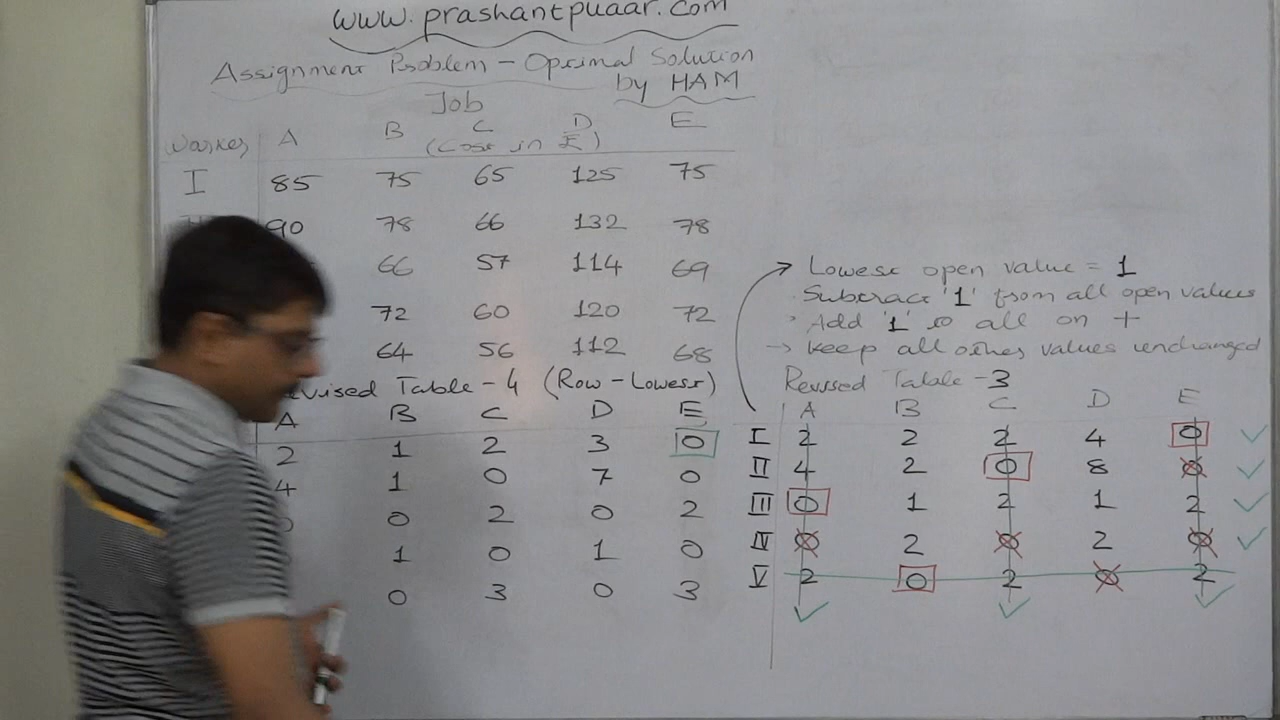 www.prashantpuaar.com
Assignment Problem - Optimal Solution
by HAM
Job
Worker A B C D E
(Cost in ₤)
I 85 75 65 125 75
90 78 66 132 78
66 57 114 69
72 60 120 72
64 56 112 68
Lowest open value = 1
Subtract '1' from all open values
Add '1' to all on +
→ Keep all other values unchanged
Revised Table - 4 (Row - Lowest)
A B C D E
2 1 2 3 0
4 1 0 7 0
0 0 2 0 2
1 0 1 0
0 3 0 3
Revised Table - 3
A B C D E
I 2 2 2 4 0 ✓
II 4 2 0 8 0 ✓
III 0 1 2 1 2 ✓
IV 0 2 0 2 0 ✓
V 2 0 2 0 2
✓ ✓ ✓